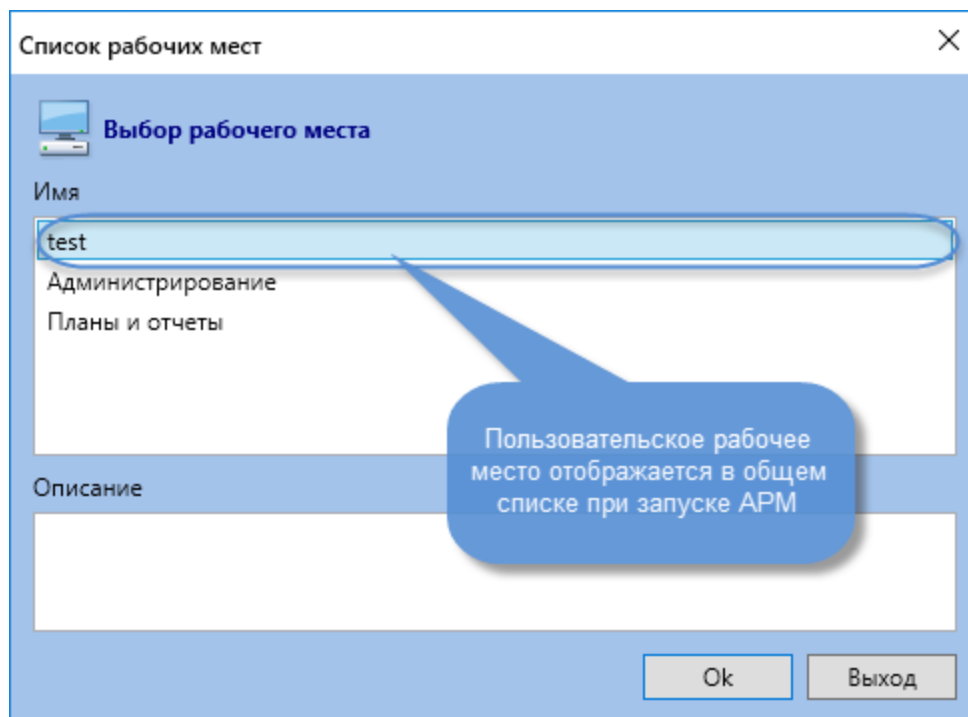 Список рабочих мест
Выбор рабочего места
Имя
test
Администрирование
Планы и отчеты
Пользовательское рабочее
место отображается в общем
списке при запуске АРМ
Описание
Ok
Выход